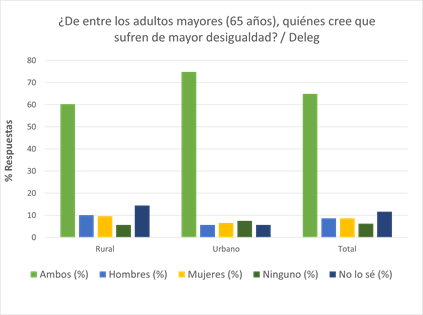 ¿De entre los adultos mayores (65 años), quiénes cree que
sufren de mayor desigualdad? / Deleg
% Respuestas
80
70
60
50
40
30
20
10
0
Rural Urbano Total
Ambos (%) Hombres (%) Mujeres (%) Ninguno (%) No lo sé (%)